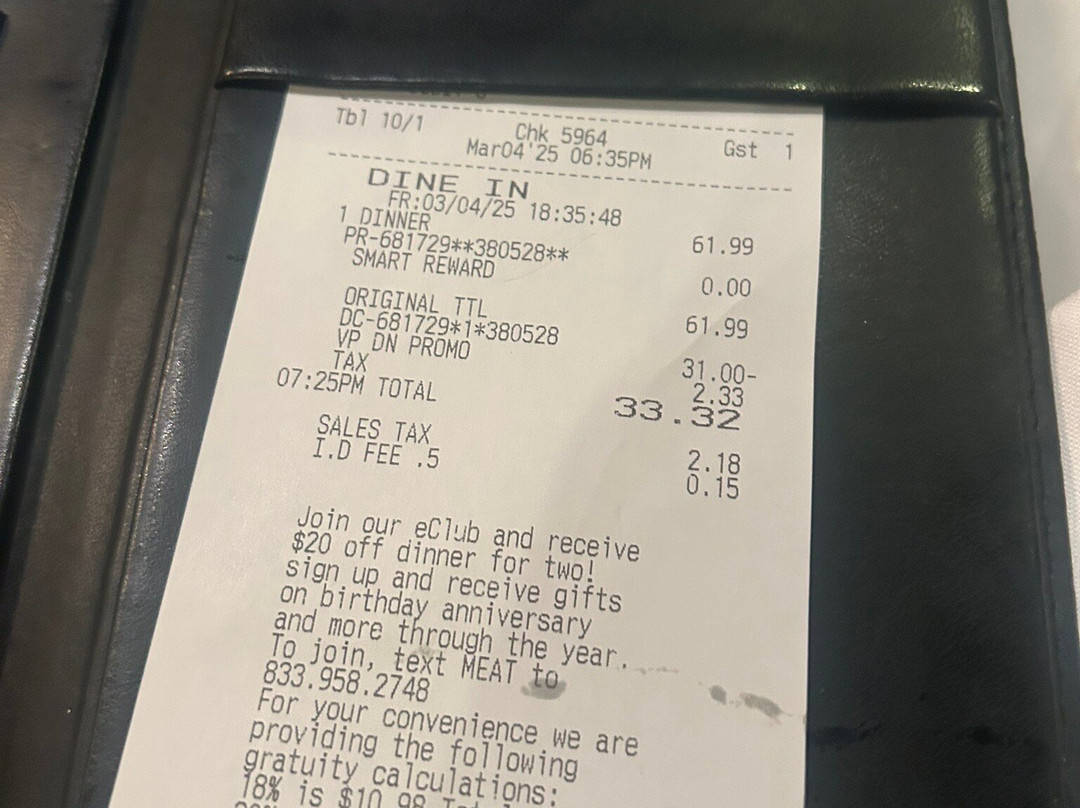 Tbl 10/1 Chk 5964 Gst 1
Mar04'25 06:35PM
DINE IN
FR:03/04/25 18:35:48
1 DINNER 61.99
PR-681729**380528**
SMART REWARD 0.00
ORIGINAL TTL 61.99
DC-681729*1*380528
VP DN PROMO 31.00-
TAX 2.33
07:25PM TOTAL 33.32
SALES TAX 2.18
I.D FEE .5 0.15
Join our eClub and receive
$20 off dinner for two!
sign up and receive gifts
on birthday anniversary
and more through the year.
To join, text MEAT to
833.958.2748
For your convenience we are
providing the following
gratuity calculations:
18% is $10.98